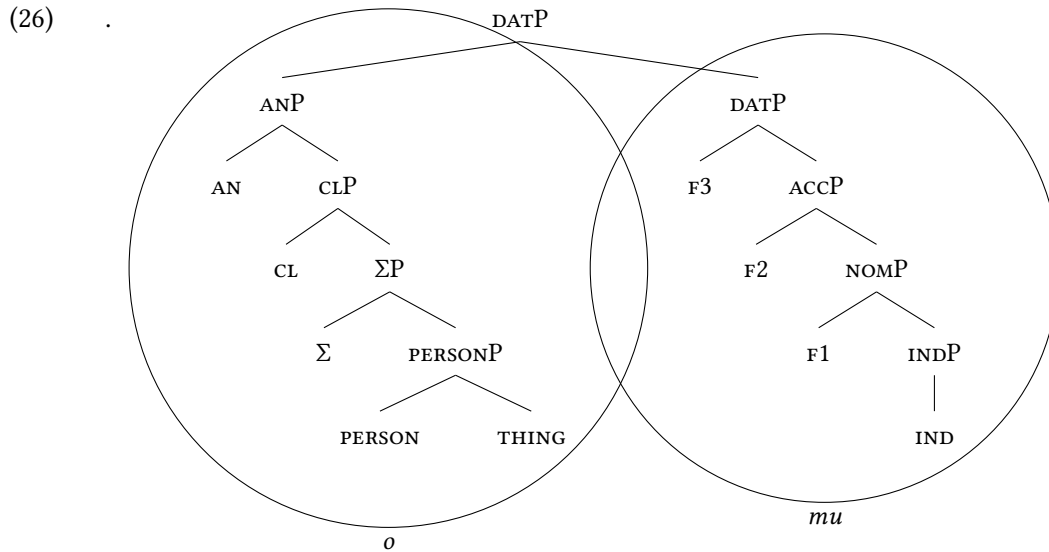 (26) .
DATP
ANP DATP
AN CLP F3 ACCP
CL ΣP F2 NOMP
Σ PERSONP F1 INDP
PERSON THING IND
mu
o